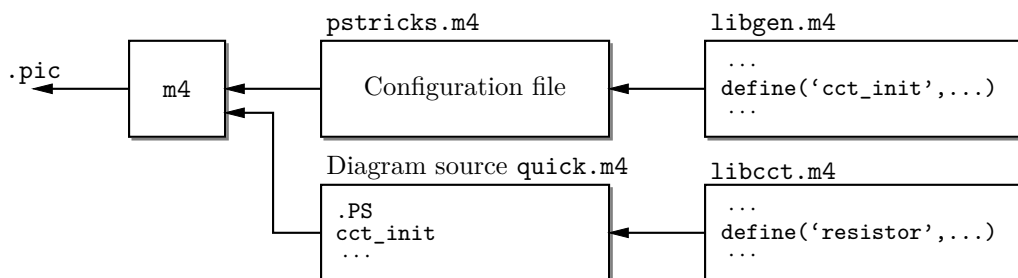 pstricks.m4
libgen.m4
.pic
m4
Configuration file
...
define(‘cct_init’,...)
...
Diagram source quick.m4
libcct.m4
.PS
cct_init
...
...
define(‘resistor’,...)
...